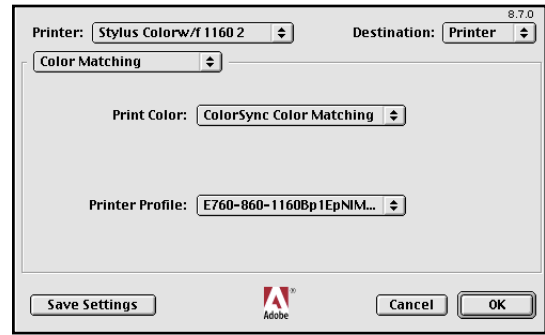 8.7.0
Printer: Stylus Colorw/f 1160 2 Destination: Printer
Color Matching
Print Color: ColorSync Color Matching
Printer Profile: E760-860-1160Bp1EpNIM...
Save Settings Adobe® Cancel OK